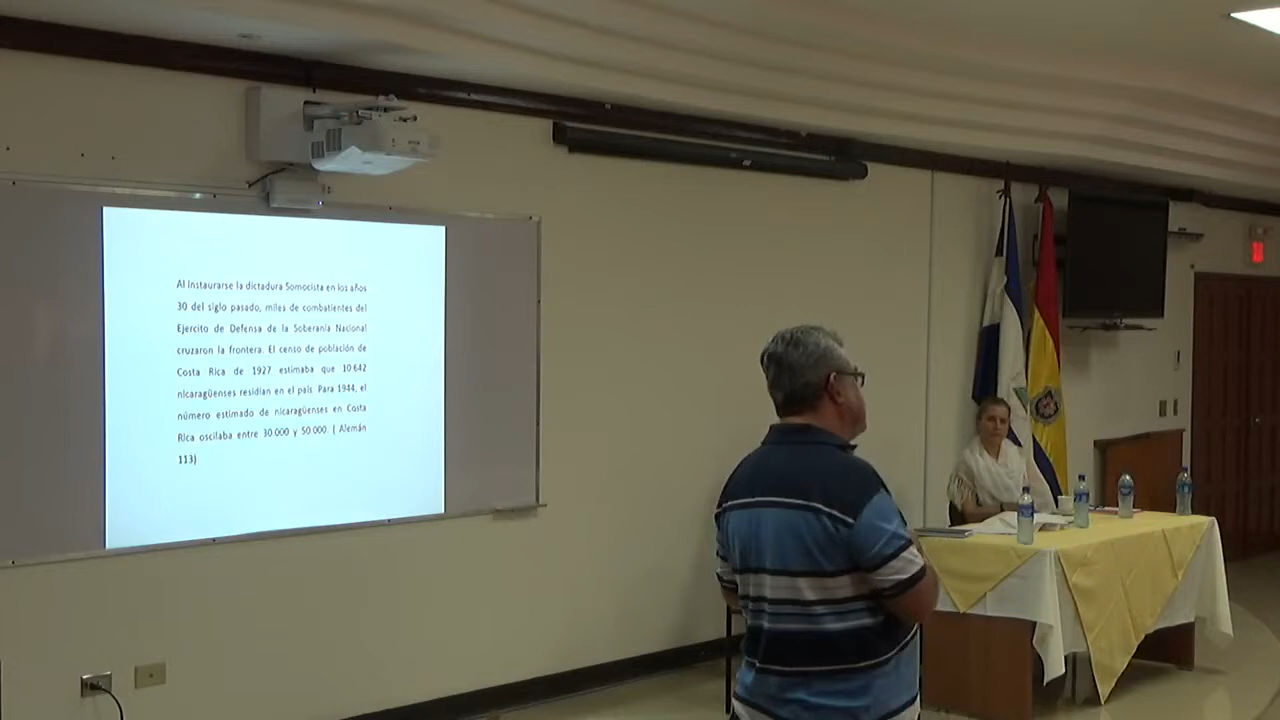 Al instaurarse la dictadura Somocista en los años
30 del siglo pasado, miles de combatientes del
Ejercito de Defensa de la Soberanía Nacional
cruzaron la frontera. El censo de población de
Costa Rica de 1927 estimaba que 10.642
nicaragüenses residían en el país. Para 1944, el
número estimado de nicaragüenses en Costa
Rica oscilaba entre 30.000 y 50.000. ( Alemán
113)